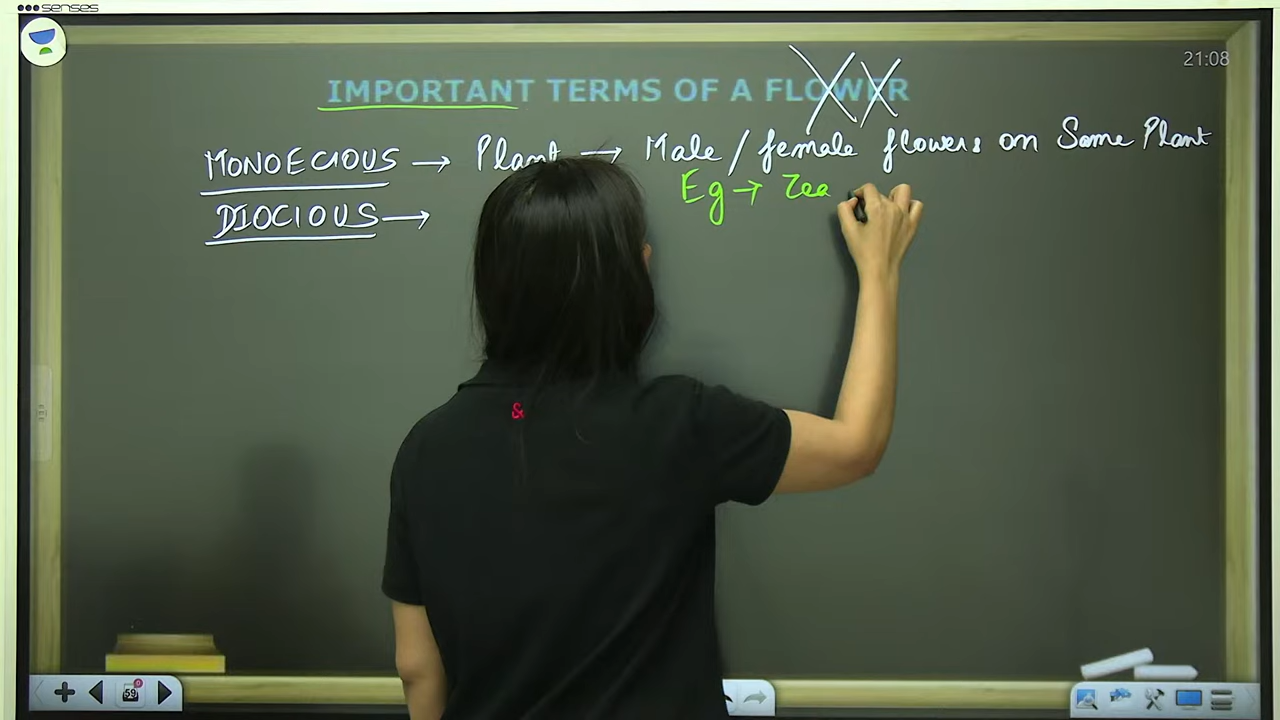 senses
21:08
IMPORTANT TERMS OF A FLOWER
MONOECIOUS → Plant → Male / female flowers on Same Plant
Eg → Zea
DIOCIOUS →
&
59